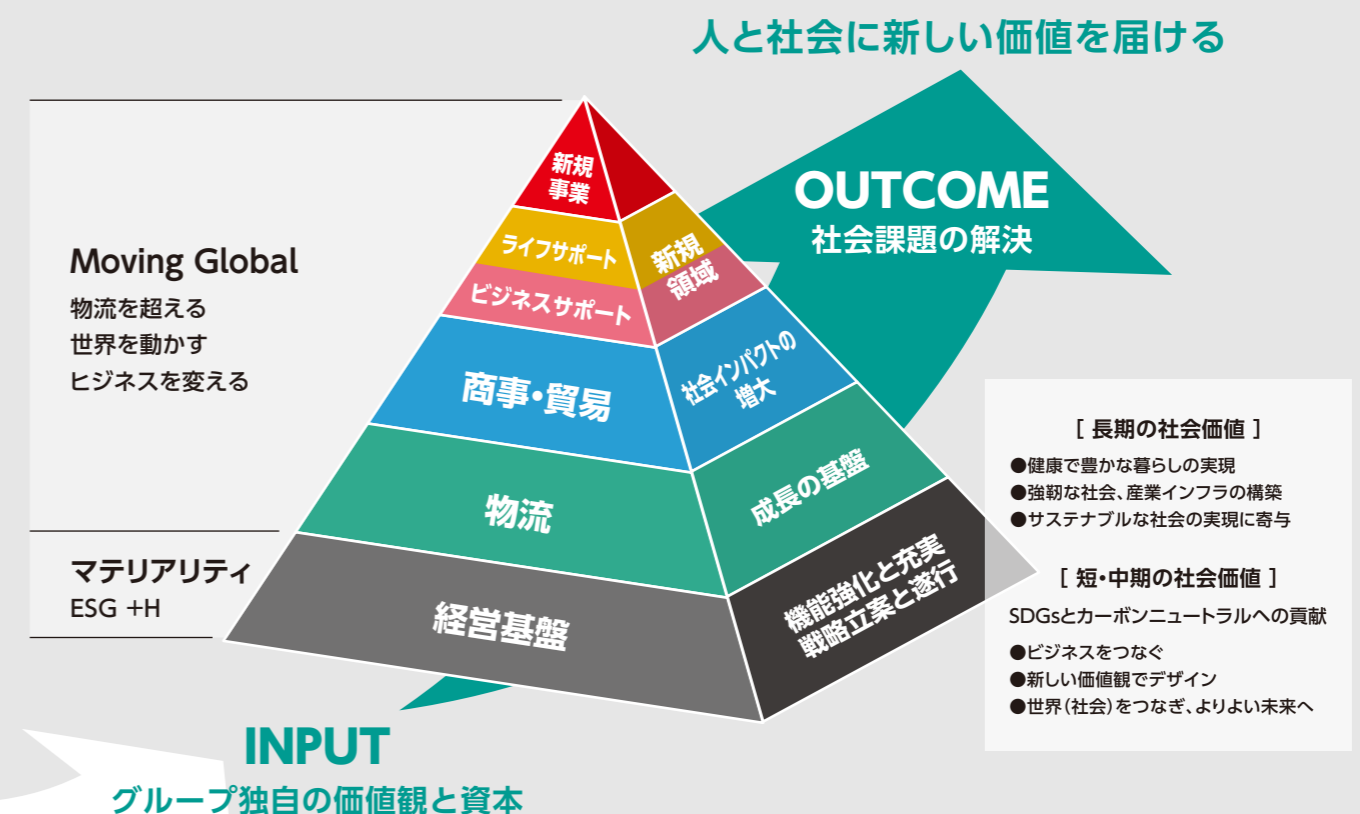 人と社会に新しい価値を届ける
OUTCOME
社会課題の解決
Moving Global
物流を超える
世界を動かす
ヒジネスを変える
マテリアリティ
ESG +H
新規
事業
ライフサポート
ビジネスサポート
商事・貿易
物流
経営基盤
新規
領域
社会インパクトの
増大
成長の基盤
機能強化と充実
戦略立案と遂行
[ 長期の社会価値 ]
●健康で豊かな暮らしの実現
●強靭な社会、産業インフラの構築
●サステナブルな社会の実現に寄与
[ 短・中期の社会価値 ]
SDGsとカーボンニュートラルへの貢献
●ビジネスをつなぐ
●新しい価値観でデザイン
●世界(社会)をつなぎ、よりよい未来へ
INPUT
グループ独自の価値観と資本